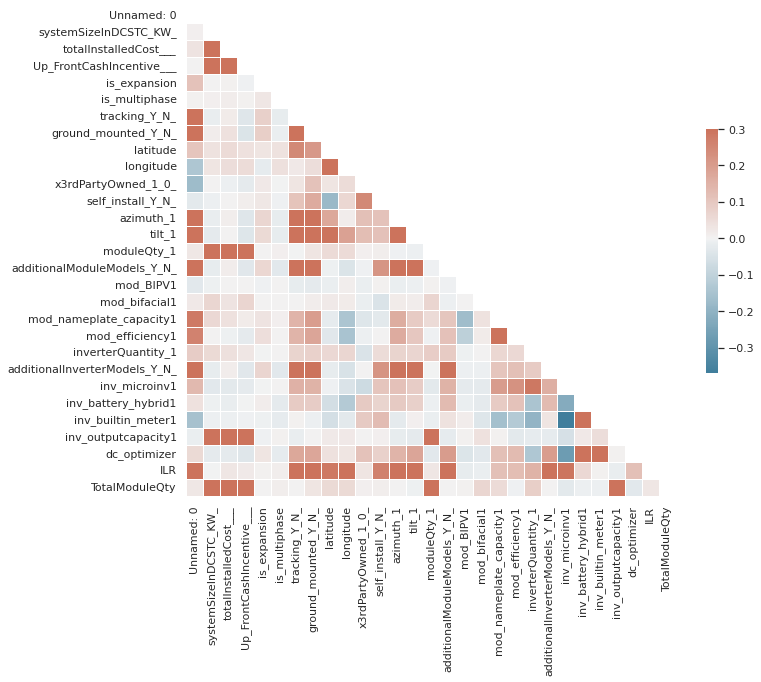 Unnamed: 0
systemSizeInDCSTC_KW_
totalInstalledCost___
Up_FrontCashIncentive___
is_expansion
is_multiphase
tracking_Y_N_
ground_mounted_Y_N_
latitude
longitude
x3rdPartyOwned_1_0_
self_install_Y_N_
azimuth_1
tilt_1
moduleQty_1
additionalModuleModels_Y_N_
mod_BIPV1
mod_bifacial1
mod_nameplate_capacity1
mod_efficiency1
inverterQuantity_1
additionalInverterModels_Y_N_
inv_microinv1
inv_battery_hybrid1
inv_builtin_meter1
inv_outputcapacity1
dc_optimizer
ILR
TotalModuleQty
0.3
0.2
0.1
0.0
−0.1
−0.2
−0.3
Unnamed: 0
systemSizeInDCSTC_KW_
totalInstalledCost___
Up_FrontCashIncentive___
is_expansion
is_multiphase
tracking_Y_N_
ground_mounted_Y_N_
latitude
longitude
x3rdPartyOwned_1_0_
self_install_Y_N_
azimuth_1
tilt_1
moduleQty_1
additionalModuleModels_Y_N_
mod_BIPV1
mod_bifacial1
mod_nameplate_capacity1
mod_efficiency1
inverterQuantity_1
additionalInverterModels_Y_N_
inv_microinv1
inv_battery_hybrid1
inv_builtin_meter1
inv_outputcapacity1
dc_optimizer
ILR
TotalModuleQty